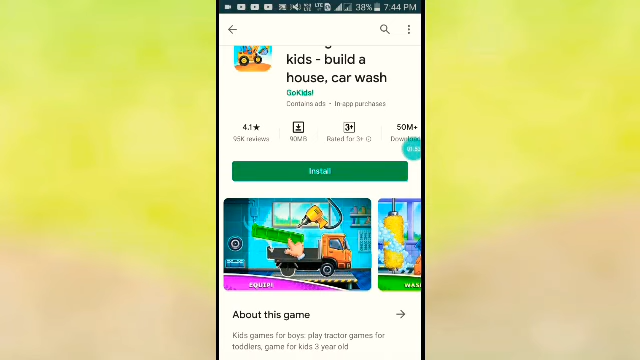 38% 7:44 PM
kids - build a
house, car wash
GoKids!
Contains ads • In-app purchases
4.1★ 3+ 50M+
95K reviews 90MB Rated for 3+
Install
EQUIP!
About this game
Kids games for boys: play tractor games for
toddlers, game for kids 3 year old